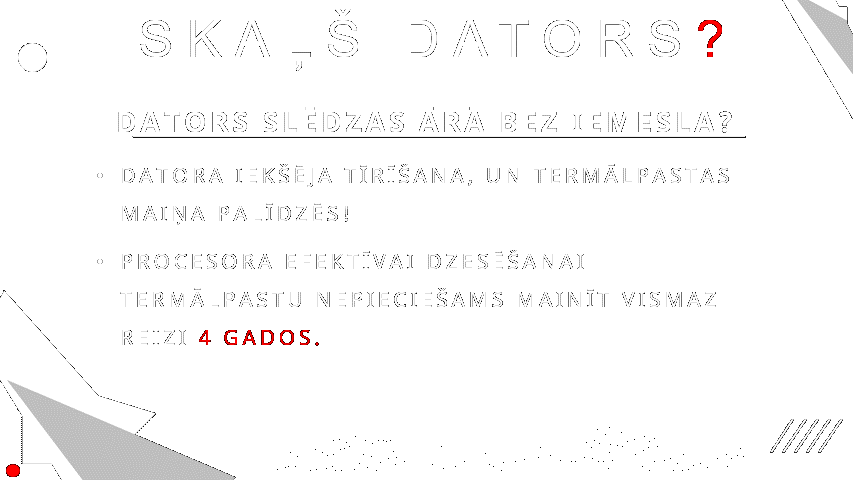 SKAĻŠ DATORS?
DATORS SLĒDZAS ĀRĀ BEZ IEMESLA?
• DATORA IEKŠĒJA TĪRĪŠANA, UN TERMĀLPASTAS
MAIŅA PALĪDZĒS!
• PROCESORA EFEKTĪVAI DZESĒŠANAI
TERMĀLPASTU NEPIECIEŠAMS MAINĪT VISMAZ
REIZI 4 GADOS.